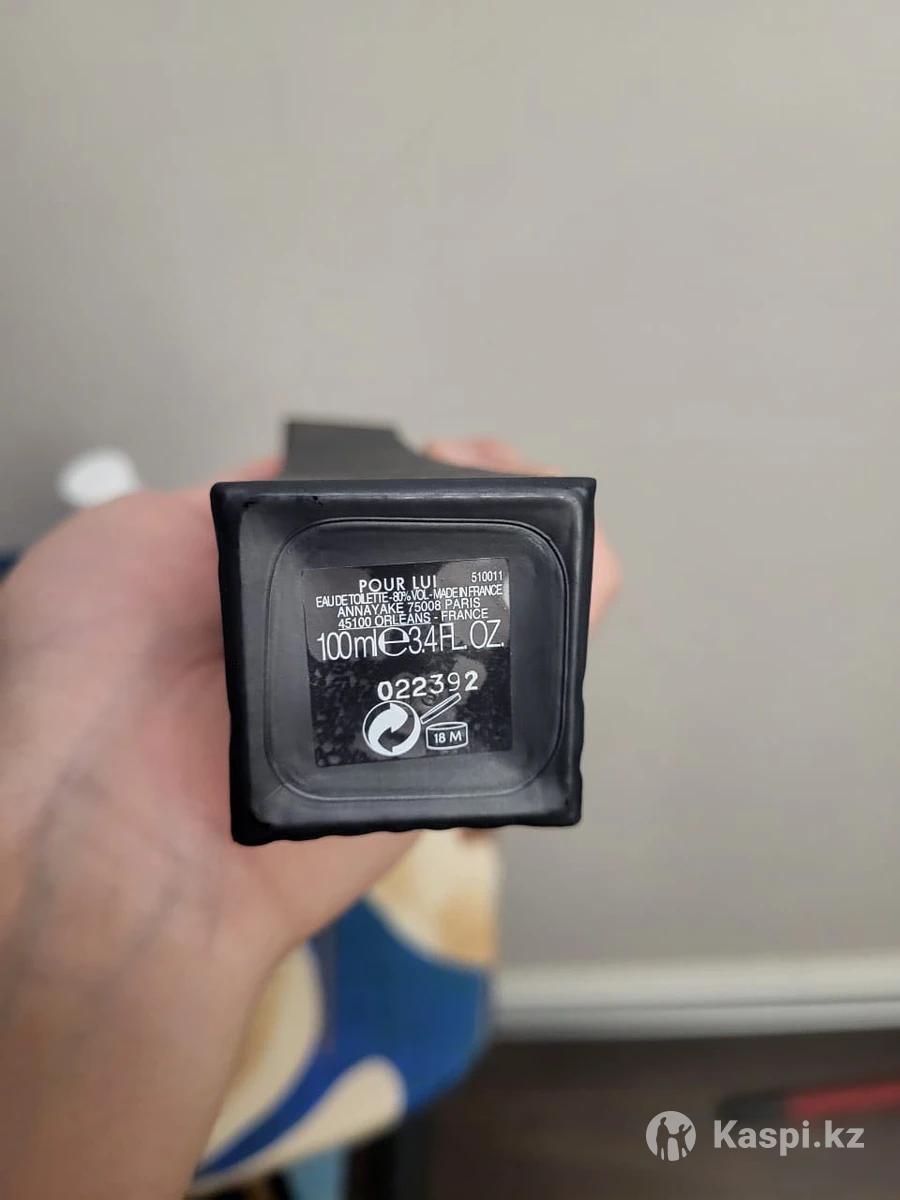 POUR LUI 510011
EAU DE TOILETTE - 80% VOL - MADE IN FRANCE
ANNAYAKE 75008 PARIS
45100 ORLEANS - FRANCE
100ml e 3.4 FL. OZ.
022392
18 M
Kaspi.kz